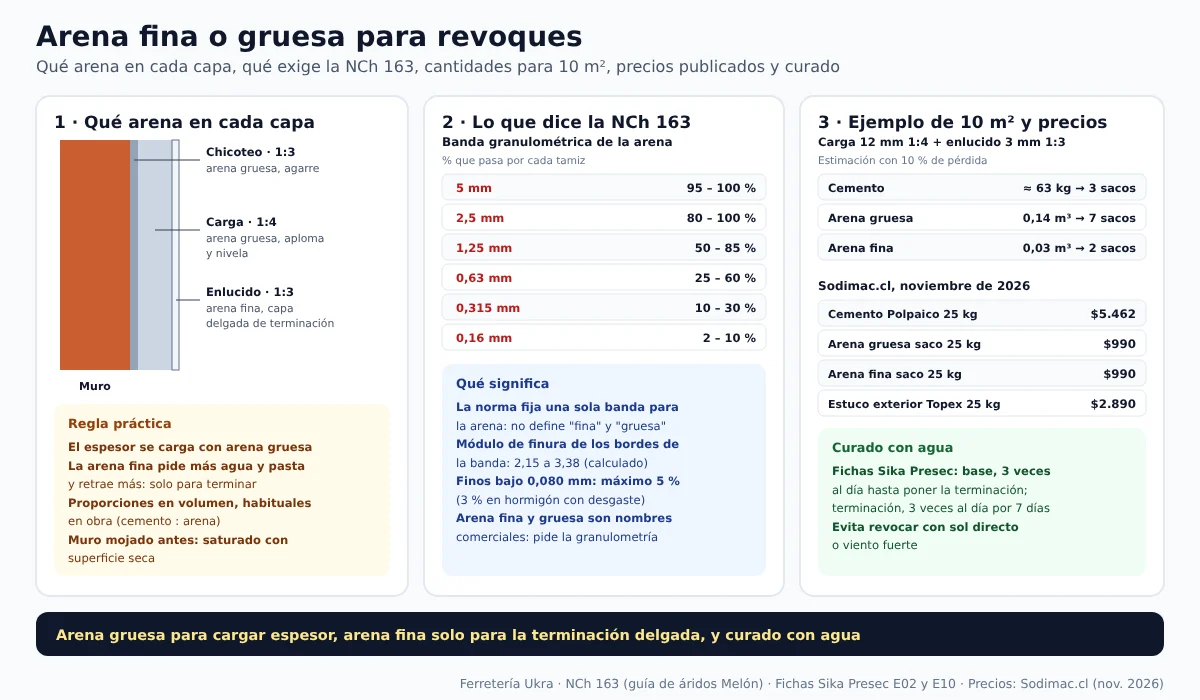 Arena fina o gruesa para revoques
Qué arena en cada capa, qué exige la NCh 163, cantidades para 10 m², precios publicados y curado
1 · Qué arena en cada capa
Chicoteo · 1:3
arena gruesa, agarre
Carga · 1:4
arena gruesa, aploma
y nivela
Enlucido · 1:3
arena fina, capa
delgada de terminación
Muro
Regla práctica
El espesor se carga con arena gruesa
La arena fina pide más agua y pasta
y retrae más: solo para terminar
Proporciones en volumen, habituales
en obra (cemento : arena)
Muro mojado antes: saturado con
superficie seca
2 · Lo que dice la NCh 163
Banda granulométrica de la arena
% que pasa por cada tamiz
5 mm 95 – 100 %
2,5 mm 80 – 100 %
1,25 mm 50 – 85 %
0,63 mm 25 – 60 %
0,315 mm 10 – 30 %
0,16 mm 2 – 10 %
Qué significa
La norma fija una sola banda para
la arena: no define "fina" y "gruesa"
Módulo de finura de los bordes de
la banda: 2,15 a 3,38 (calculado)
Finos bajo 0,080 mm: máximo 5 %
(3 % en hormigón con desgaste)
Arena fina y gruesa son nombres
comerciales: pide la granulometría
3 · Ejemplo de 10 m² y precios
Carga 12 mm 1:4 + enlucido 3 mm 1:3
Estimación con 10 % de pérdida
Cemento ≈ 63 kg → 3 sacos
Arena gruesa 0,14 m³ → 7 sacos
Arena fina 0,03 m³ → 2 sacos
Sodimac.cl, noviembre de 2026
Cemento Polpaico 25 kg $5.462
Arena gruesa saco 25 kg $990
Arena fina saco 25 kg $990
Estuco exterior Topex 25 kg $2.890
Curado con agua
Fichas Sika Presec: base, 3 veces
al día hasta poner la terminación;
terminación, 3 veces al día por 7 días
Evita revocar con sol directo
o viento fuerte
Arena gruesa para cargar espesor, arena fina solo para la terminación delgada, y curado con agua
Ferretería Ukra · NCh 163 (guía de áridos Melón) · Fichas Sika Presec E02 y E10 · Precios: Sodimac.cl (nov. 2026)